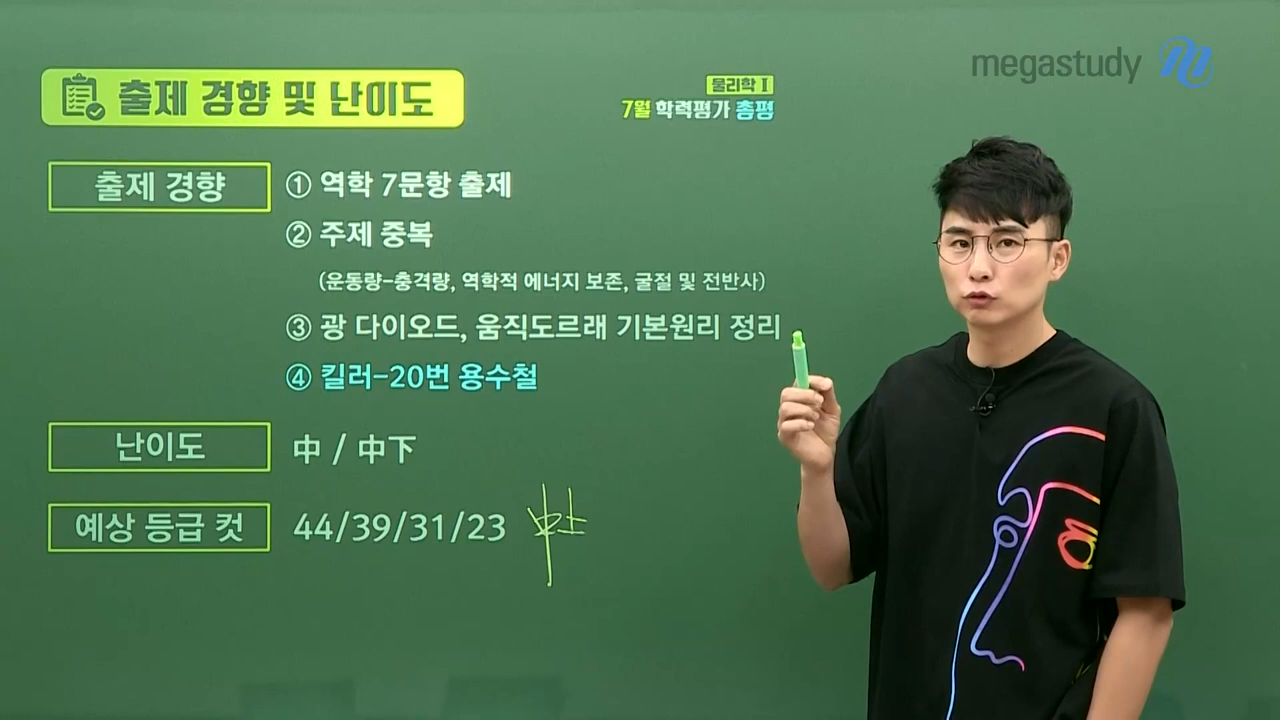 megastudy
출제 경향 및 난이도
물리학 I
7월 학력평가 총평
출제 경향
① 역학 7문항 출제
② 주제 중복
(운동량-충격량, 역학적 에너지 보존, 굴절 및 전반사)
③ 광 다이오드, 움직도르래 기본원리 정리
④ 킬러-20번 용수철
난이도
中 / 中下
예상 등급 컷
44/39/31/23